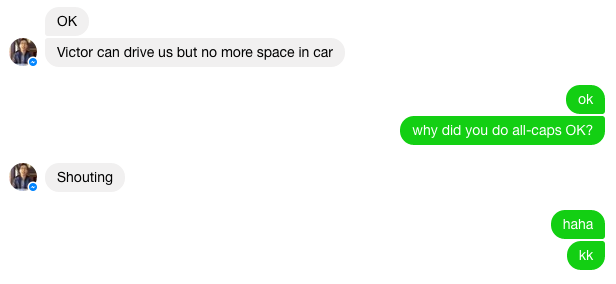 OK
Victor can drive us but no more space in car
ok
why did you do all-caps OK?
Shouting
haha
kk